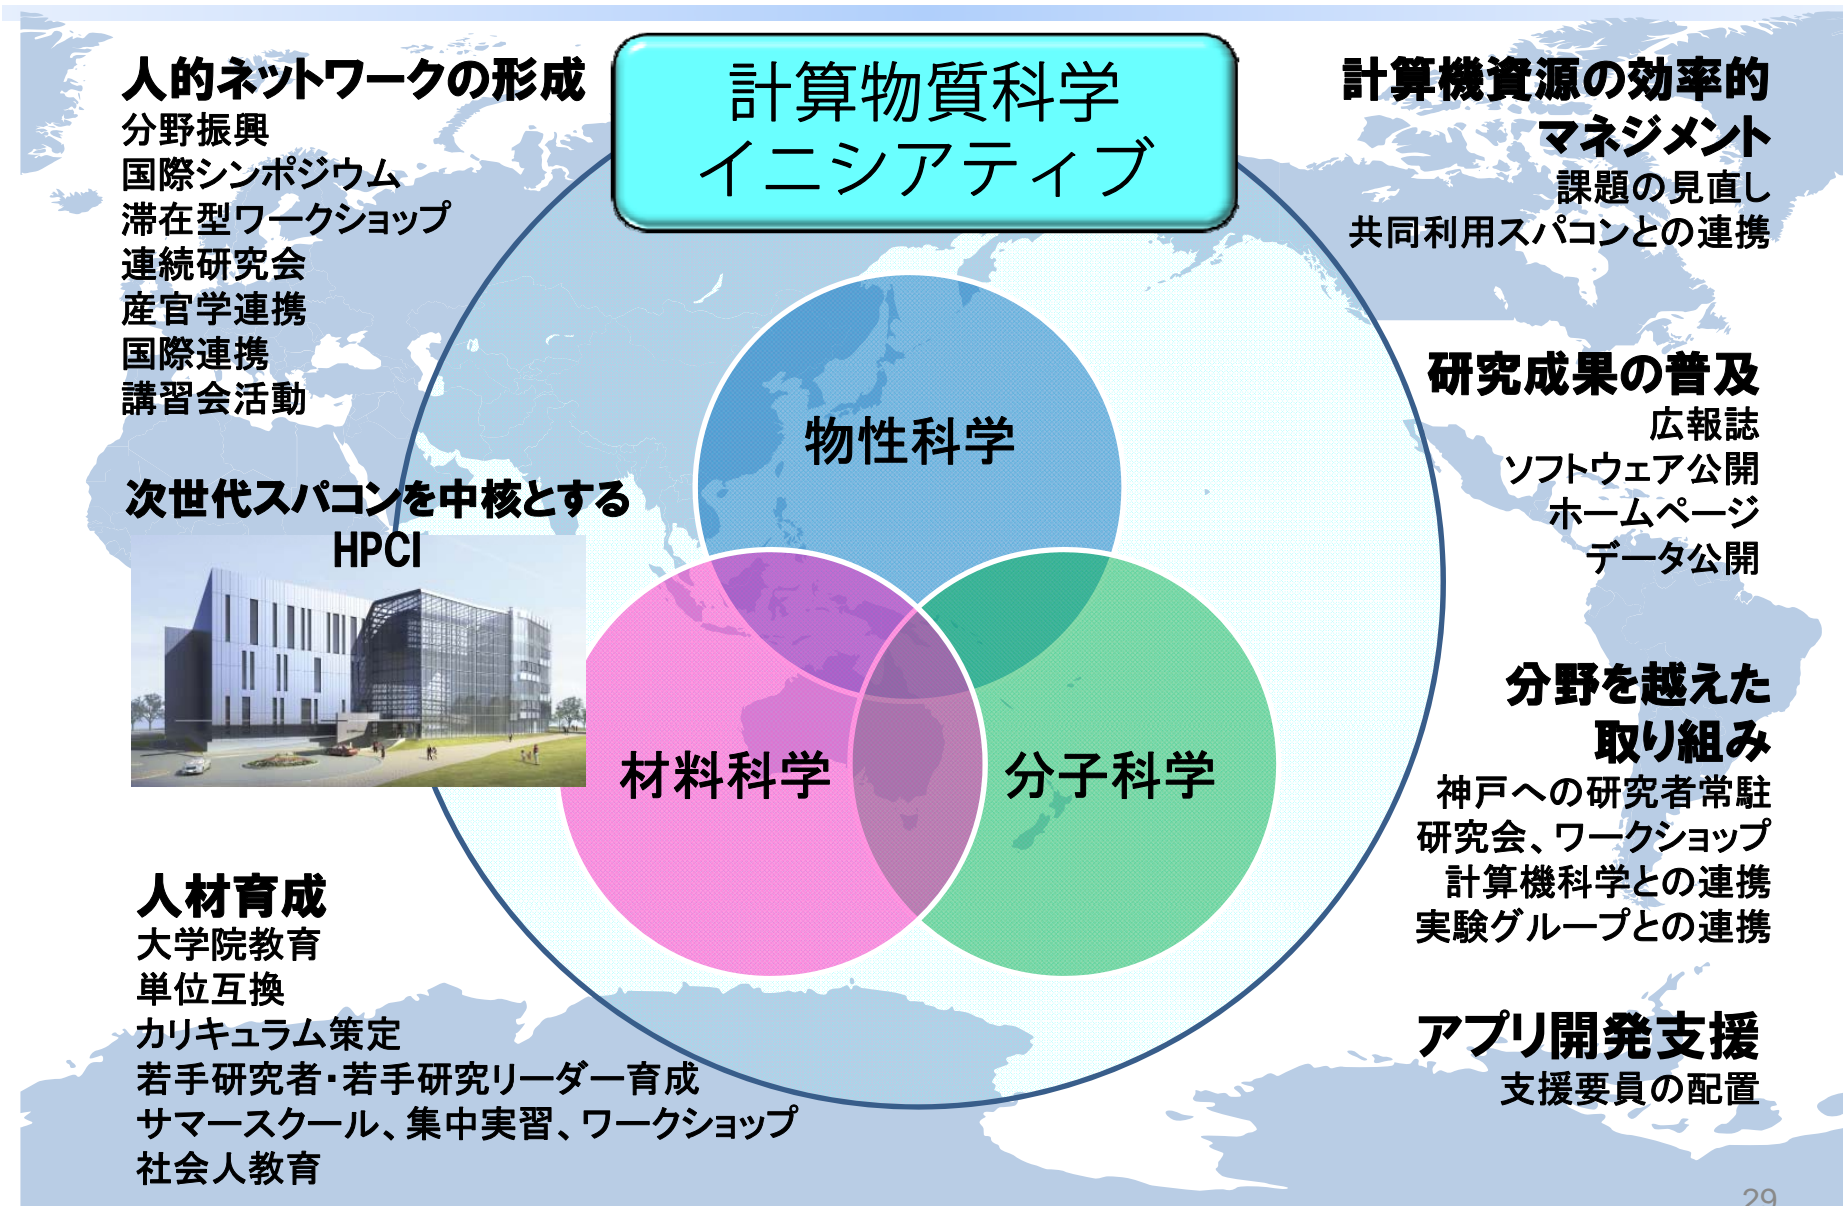 計算物質科学
イニシアティブ
人的ネットワークの形成
分野振興
国際シンポジウム
滞在型ワークショップ
連続研究会
産官学連携
国際連携
講習会活動
次世代スパコンを中核とする
HPCI
人材育成
大学院教育
単位互換
カリキュラム策定
若手研究者・若手研究リーダー育成
サマースクール、集中実習、ワークショップ
社会人教育
物性科学
材料科学
分子科学
計算機資源の効率的
マネジメント
課題の見直し
共同利用スパコンとの連携
研究成果の普及
広報誌
ソフトウェア公開
ホームページ
データ公開
分野を越えた
取り組み
神戸への研究者常駐
研究会、ワークショップ
計算機科学との連携
実験グループとの連携
アプリ開発支援
支援要員の配置
29